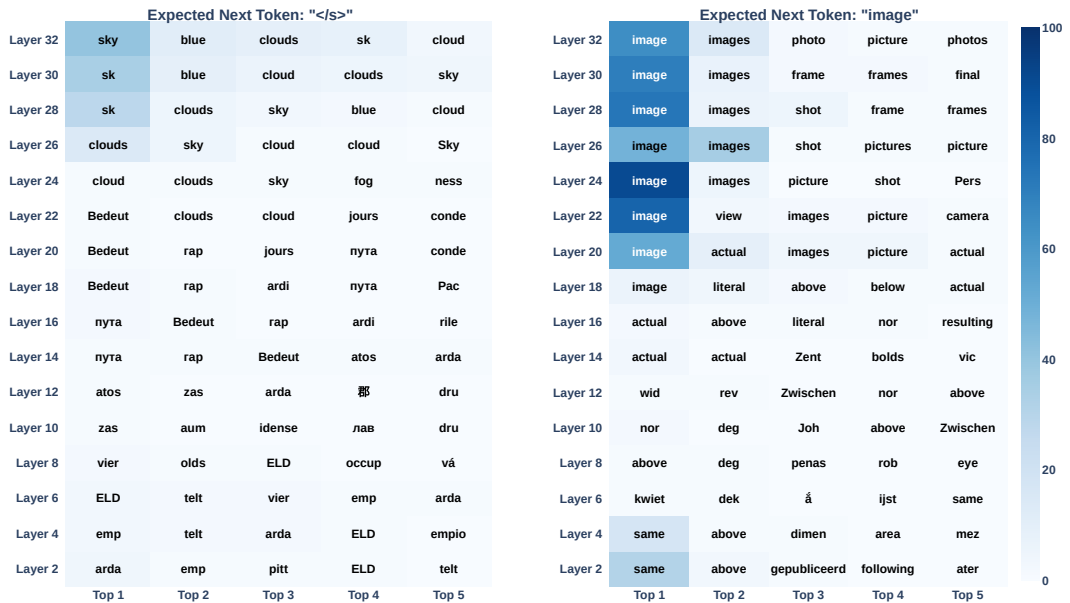 Expected Next Token: "</s>" Expected Next Token: "image"
Layer 32 sky blue clouds sk cloud Layer 32 image images photo picture photos 100
Layer 30 sk blue cloud clouds sky Layer 30 image images frame frames final
Layer 28 sk clouds sky blue cloud Layer 28 image images shot frame frames
Layer 26 clouds sky cloud cloud Sky Layer 26 image images shot pictures picture 80
Layer 24 cloud clouds sky fog ness Layer 24 image images picture shot Pers
Layer 22 Bedeut clouds cloud jours conde Layer 22 image view images picture camera
Layer 20 Bedeut гар jours пута conde Layer 20 image actual images picture actual 60
Layer 18 Bedeut гар ardi пута Pac Layer 18 image literal above below actual
Layer 16 пута Bedeut гар ardi rile Layer 16 actual above literal nor resulting
Layer 14 пута гар Bedeut atos arda Layer 14 actual actual Zent bolds vic 40
Layer 12 atos zas arda 郡 dru Layer 12 wid rev Zwischen nor above
Layer 10 zas aum idense лав dru Layer 10 nor deg Joh above Zwischen
Layer 8 vier olds ELD occup vá Layer 8 above deg penas rob eye 20
Layer 6 ELD telt vier emp arda Layer 6 kwiet dek ắ ijst same
Layer 4 emp telt arda ELD empio Layer 4 same above dimen area mez
Layer 2 arda emp pitt ELD telt Layer 2 same above gepubliceerd following ater 0
Top 1 Top 2 Top 3 Top 4 Top 5 Top 1 Top 2 Top 3 Top 4 Top 5